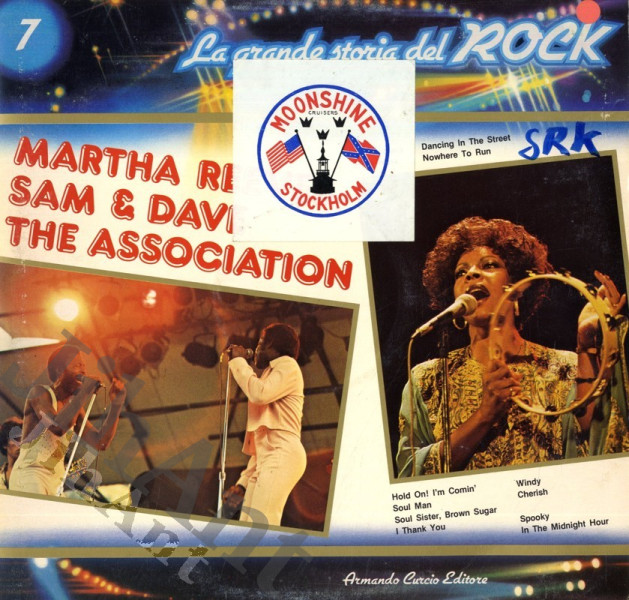 7
La grande storia del ROCK
MOONSHINE
CRUISERS
STOCKHOLM
Dancing In The Street
Nowhere To Run
SRK
MARTHA
SAM &
THE ASSOCIATION
Hold On! I'm Comin'
Soul Man
Soul Sister, Brown Sugar
I Thank You
Windy
Cherish
Spooky
In The Midnight Hour
Armando Curcio Editore